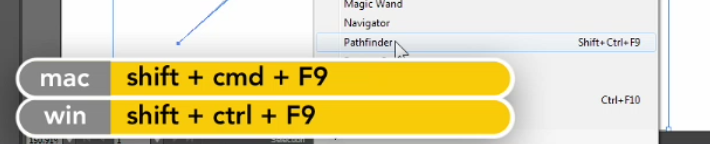 Magic Wand
Navigator
Pathfinder Shift+Ctrl+F9
mac shift + cmd + F9
Ctrl+F10
win shift + ctrl + F9